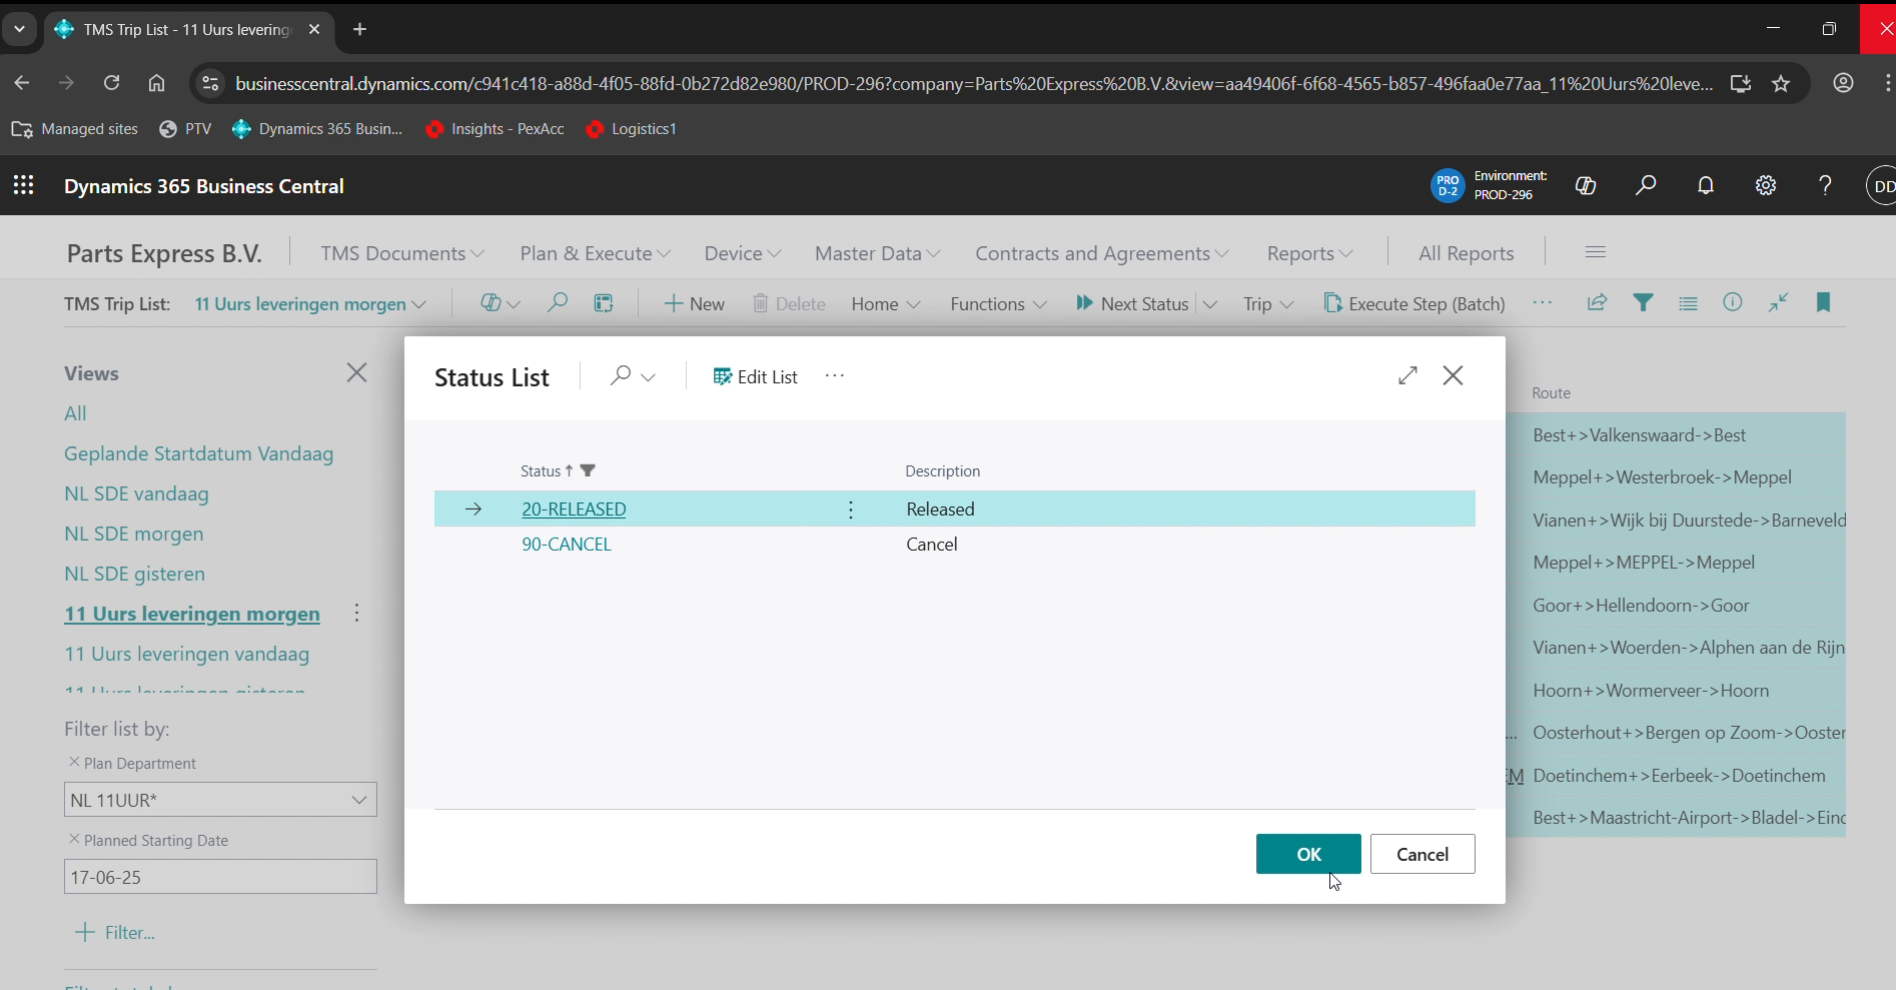 TMS Trip List - 11 Uurs levering
businesscentral.dynamics.com/c941c418-a88d-4f05-88fd-0b272d82e980/PROD-296?company=Parts%20Express%20B.V.&view=aa49406f-6f68-4565-b857-496faa0e77aa_11%20Uurs%20leve...
Managed sites PTV Dynamics 365 Busin... Insights - PexAcc Logistics1
Dynamics 365 Business Central PRO D-2 Environment: PROD-296 ? DD
Parts Express B.V. TMS Documents Plan & Execute Device Master Data Contracts and Agreements Reports All Reports
TMS Trip List: 11 Uurs leveringen morgen New Delete Home Functions Next Status Trip Execute Step (Batch) ...
Views
All
Geplande Startdatum Vandaag
NL SDE vandaag
NL SDE morgen
NL SDE gisteren
11 Uurs leveringen morgen
11 Uurs leveringen vandaag
11 Uurs leveringen gisteren
Filter list by:
× Plan Department
NL 11UUR*
× Planned Starting Date
17-06-25
+ Filter...
Status List Edit List ...
Status ↑ Description
→ 20-RELEASED Released
90-CANCEL Cancel
OK Cancel
Route
Best+>Valkenswaard->Best
Meppel+>Westerbroek->Meppel
Vianen+>Wijk bij Duurstede->Barneveld
Meppel+>MEPPEL->Meppel
Goor+>Hellendoorn->Goor
Vianen+>Woerden->Alphen aan de Rijn
Hoorn+>Wormerveer->Hoorn
... Oosterhout+>Bergen op Zoom->Ooster
EM Doetinchem+>Eerbeek->Doetinchem
Best+>Maastricht-Airport->Bladel->Eind